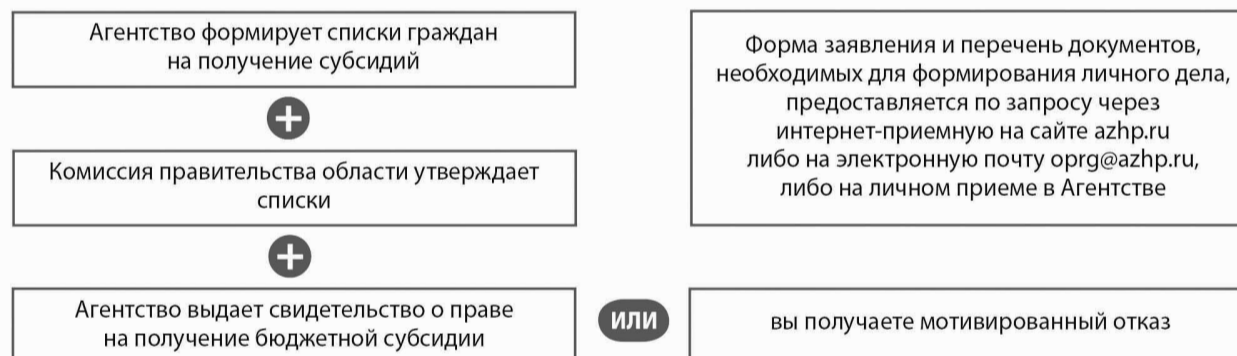 Агентство формирует списки граждан
на получение субсидий
+
Комиссия правительства области утверждает
списки
+
Агентство выдает свидетельство о праве
на получение бюджетной субсидии
ИЛИ
вы получаете мотивированный отказ
Форма заявления и перечень документов,
необходимых для формирования личного дела,
предоставляется по запросу через
интернет-приемную на сайте azhp.ru
либо на электронную почту oprg@azhp.ru,
либо на личном приеме в Агентстве